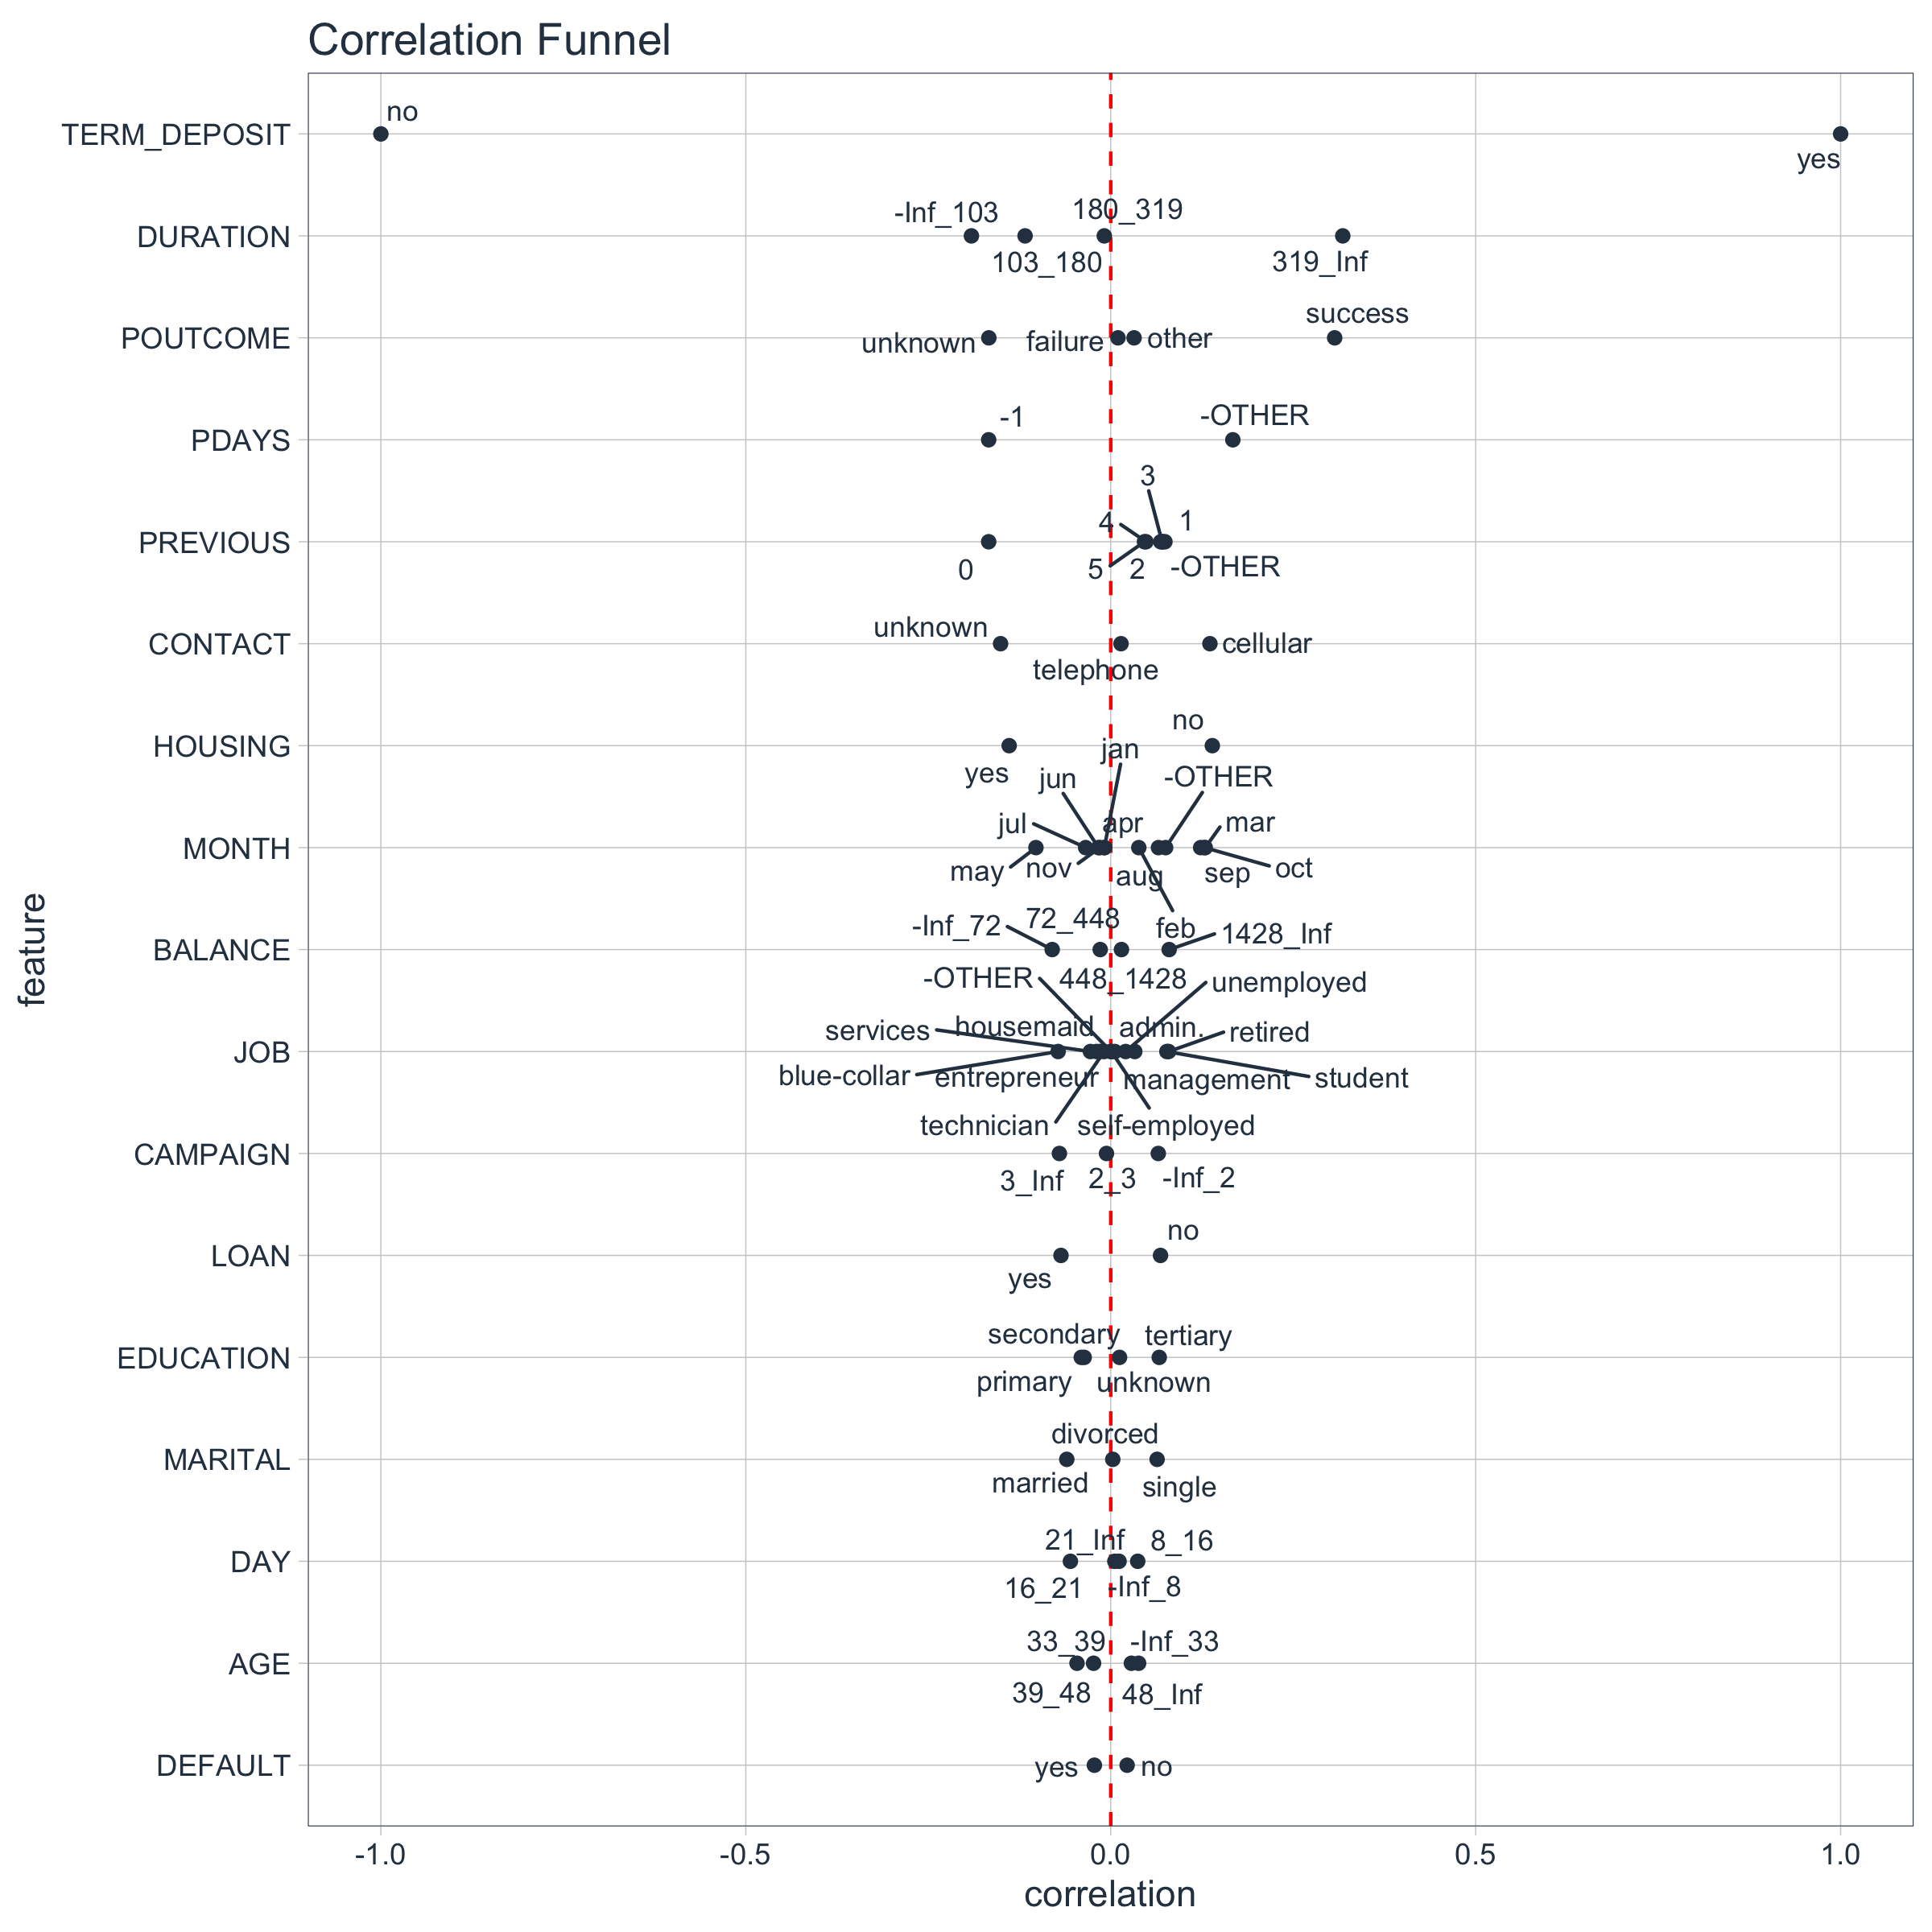 Correlation Funnel
TERM_DEPOSIT
no
yes
DURATION
-Inf_103
103_180
180_319
319_Inf
POUTCOME
unknown
failure
other
success
PDAYS
-1
-OTHER
PREVIOUS
0
4
5
2
3
1
-OTHER
CONTACT
unknown
telephone
cellular
HOUSING
yes
no
MONTH
may
jul
jun
nov
jan
apr
aug
feb
-OTHER
mar
sep
oct
BALANCE
-Inf_72
72_448
448_1428
1428_Inf
JOB
blue-collar
services
housemaid
entrepreneur
technician
-OTHER
self-employed
admin.
unemployed
management
retired
student
CAMPAIGN
3_Inf
2_3
-Inf_2
LOAN
yes
no
EDUCATION
primary
secondary
unknown
tertiary
MARITAL
married
divorced
single
DAY
16_21
21_Inf
-Inf_8
8_16
AGE
39_48
33_39
48_Inf
-Inf_33
DEFAULT
yes
no
feature
-1.0
-0.5
0.0
0.5
1.0
correlation